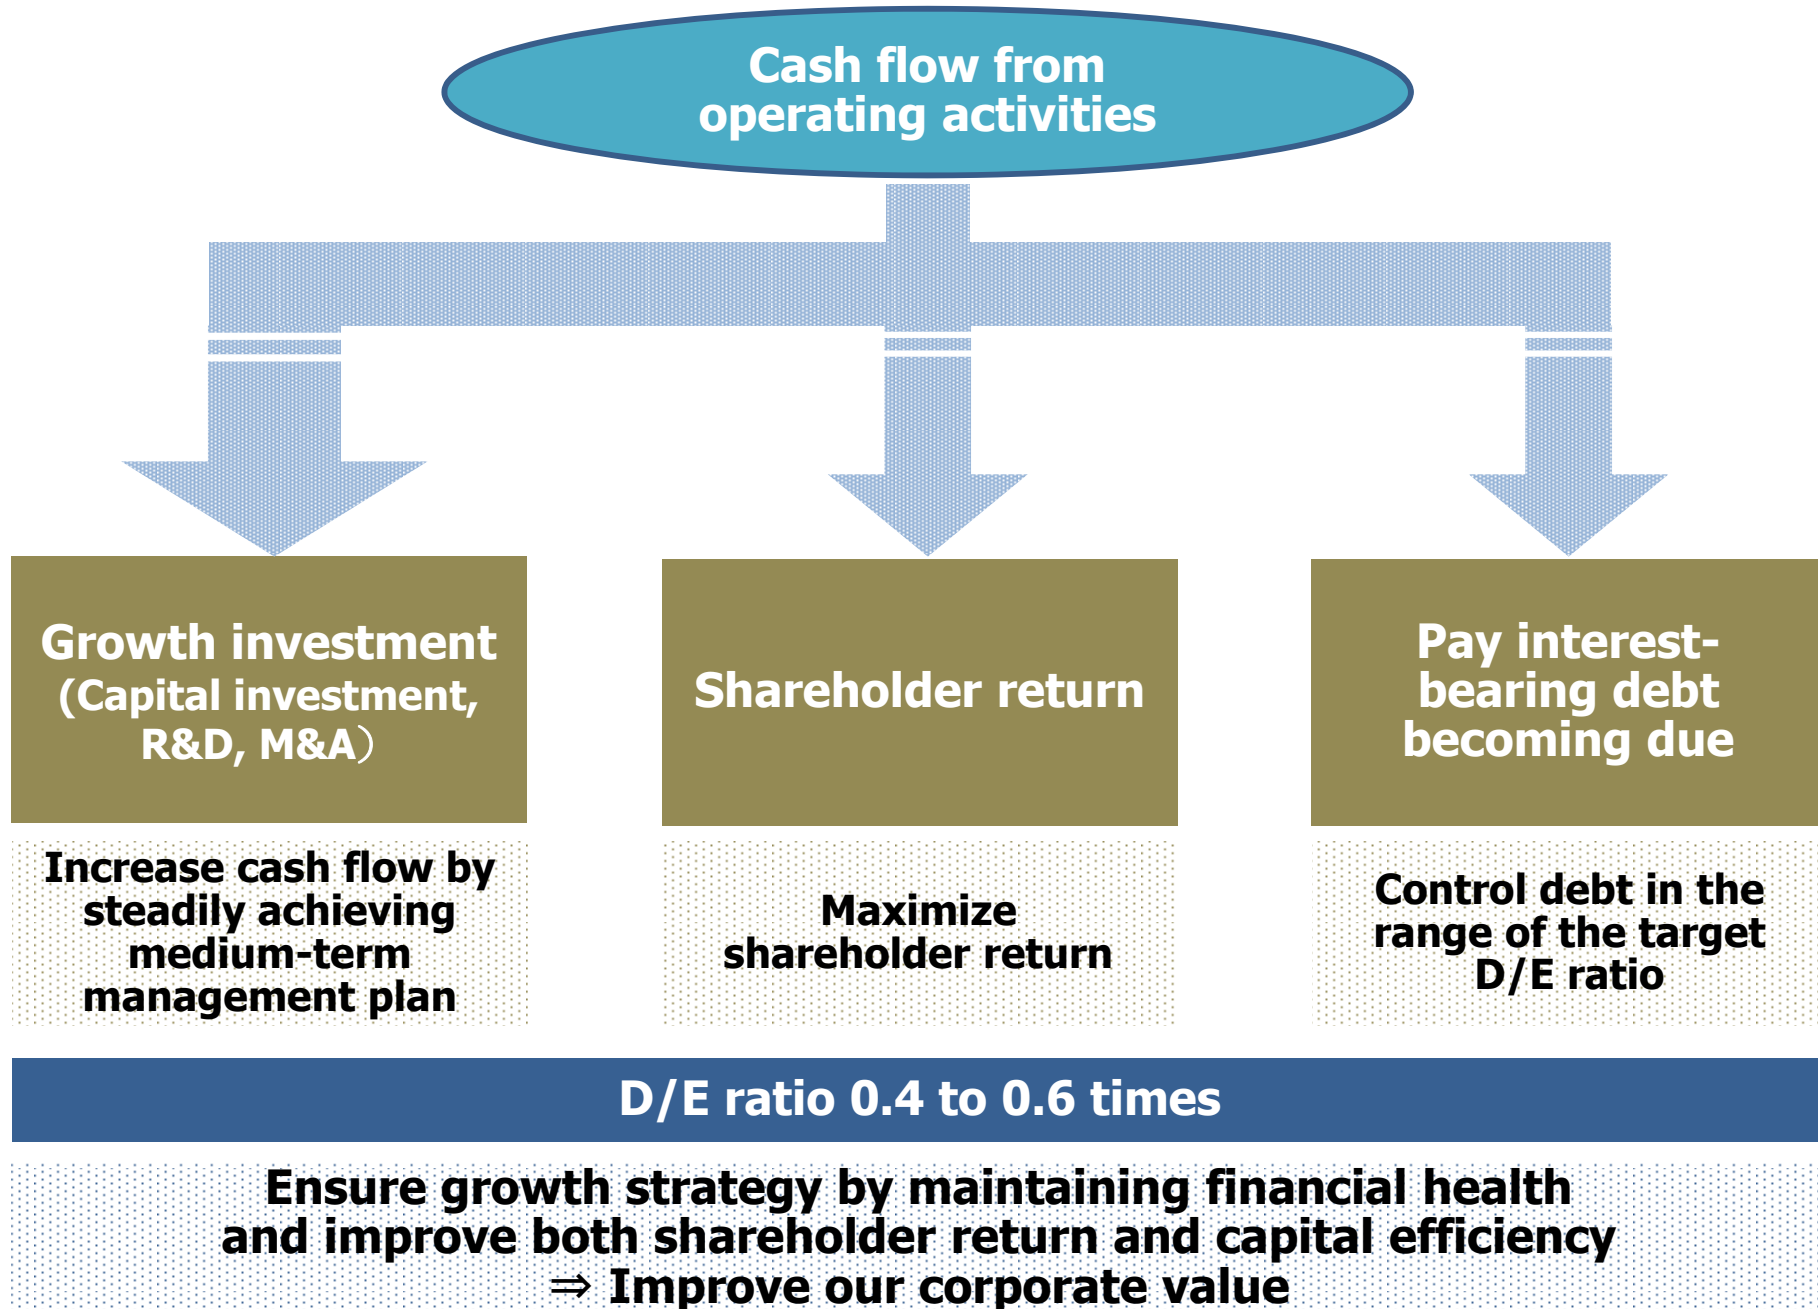 Cash flow from
operating activities
Growth investment
(Capital investment,
R&D, M&A）
Shareholder return
Pay interest-
bearing debt
becoming due
Increase cash flow by
steadily achieving
medium-term
management plan
Maximize
shareholder return
Control debt in the
range of the target
D/E ratio
D/E ratio 0.4 to 0.6 times
Ensure growth strategy by maintaining financial health
and improve both shareholder return and capital efficiency
⇒ Improve our corporate value